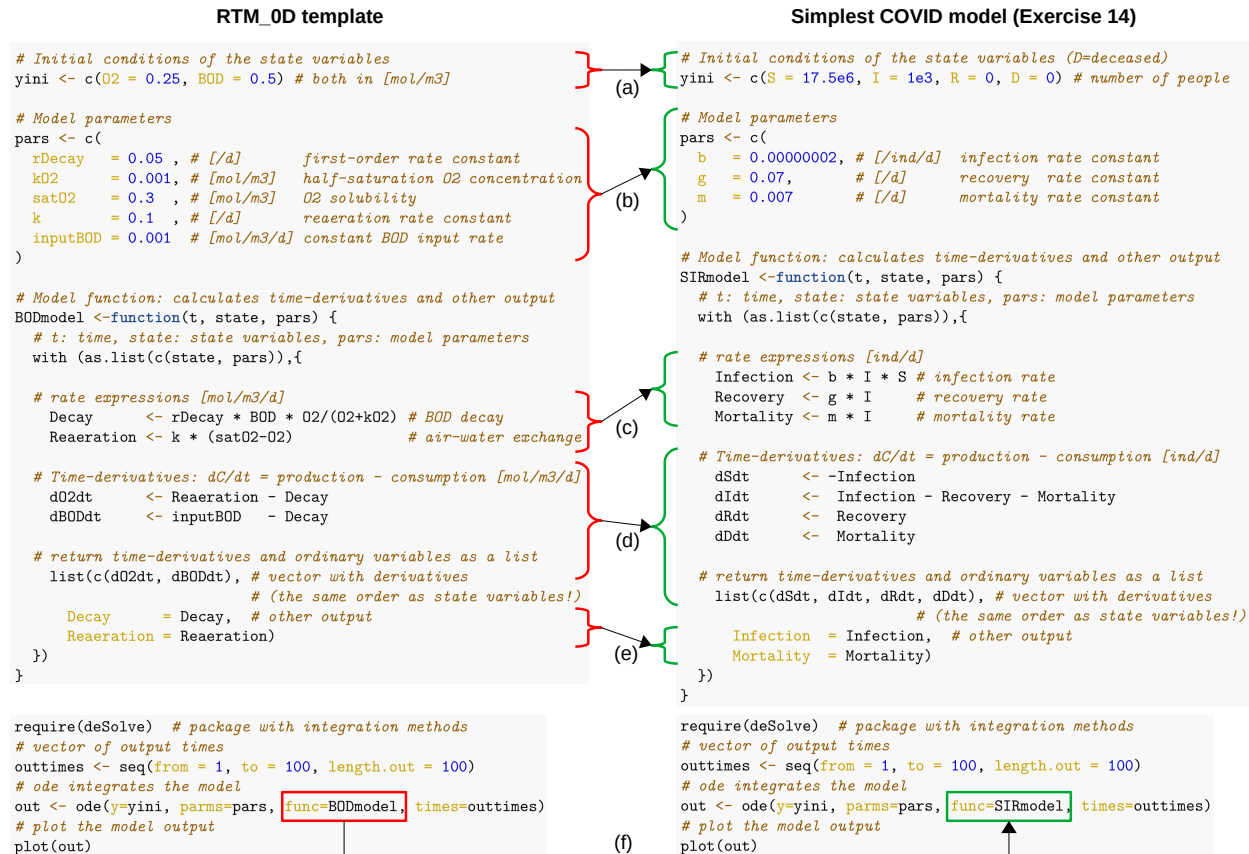 RTM_0D template
# Initial conditions of the state variables
yini <- c(O2 = 0.25, BOD = 0.5) # both in [mol/m3]
# Model parameters
pars <- c(
rDecay = 0.05 , # [/d] first-order rate constant
kO2 = 0.001, # [mol/m3] half-saturation O2 concentration
satO2 = 0.3 , # [mol/m3] O2 solubility
k = 0.1 , # [/d] reaeration rate constant
inputBOD = 0.001 # [mol/m3/d] constant BOD input rate
)
# Model function: calculates time-derivatives and other output
BODmodel <-function(t, state, pars) {
# t: time, state: state variables, pars: model parameters
with (as.list(c(state, pars)),{
# rate expressions [mol/m3/d]
Decay <- rDecay * BOD * O2/(O2+kO2) # BOD decay
Reaeration <- k * (satO2-O2) # air-water exchange
# Time-derivatives: dC/dt = production - consumption [mol/m3/d]
dO2dt <- Reaeration - Decay
dBODdt <- inputBOD - Decay
# return time-derivatives and ordinary variables as a list
list(c(dO2dt, dBODdt), # vector with derivatives
# (the same order as state variables!)
Decay = Decay, # other output
Reaeration = Reaeration)
})
}
require(deSolve) # package with integration methods
# vector of output times
outtimes <- seq(from = 1, to = 100, length.out = 100)
# ode integrates the model
out <- ode(y=yini, parms=pars, func=BODmodel, times=outtimes)
# plot the model output
plot(out)
(a)
(b)
(c)
(d)
(e)
(f)
Simplest COVID model (Exercise 14)
# Initial conditions of the state variables (D=deceased)
yini <- c(S = 17.5e6, I = 1e3, R = 0, D = 0) # number of people
# Model parameters
pars <- c(
b = 0.00000002, # [/ind/d] infection rate constant
g = 0.07, # [/d] recovery rate constant
m = 0.007 # [/d] mortality rate constant
)
# Model function: calculates time-derivatives and other output
SIRmodel <-function(t, state, pars) {
# t: time, state: state variables, pars: model parameters
with (as.list(c(state, pars)),{
# rate expressions [ind/d]
Infection <- b * I * S # infection rate
Recovery <- g * I # recovery rate
Mortality <- m * I # mortality rate
# Time-derivatives: dC/dt = production - consumption [ind/d]
dSdt <- -Infection
dIdt <- Infection - Recovery - Mortality
dRdt <- Recovery
dDdt <- Mortality
# return time-derivatives and ordinary variables as a list
list(c(dSdt, dIdt, dRdt, dDdt), # vector with derivatives
# (the same order as state variables!)
Infection = Infection, # other output
Mortality = Mortality)
})
}
require(deSolve) # package with integration methods
# vector of output times
outtimes <- seq(from = 1, to = 100, length.out = 100)
# ode integrates the model
out <- ode(y=yini, parms=pars, func=SIRmodel, times=outtimes)
# plot the model output
plot(out)